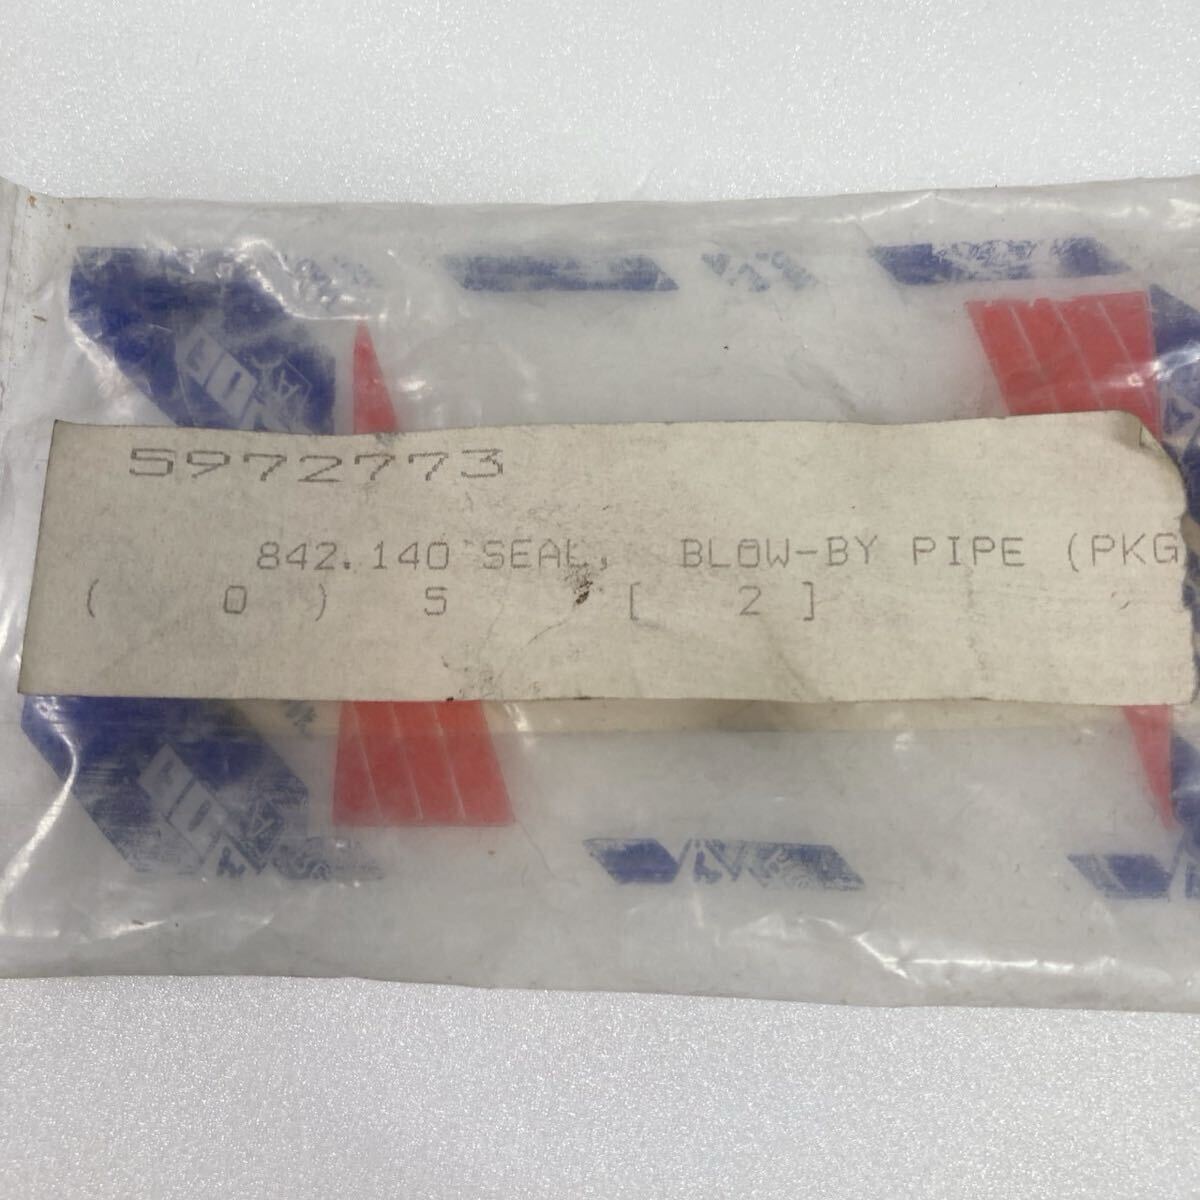 5972773
842.140 SEAL, BLOW-BY PIPE (PKG
( 0 ) S [ 2 ]